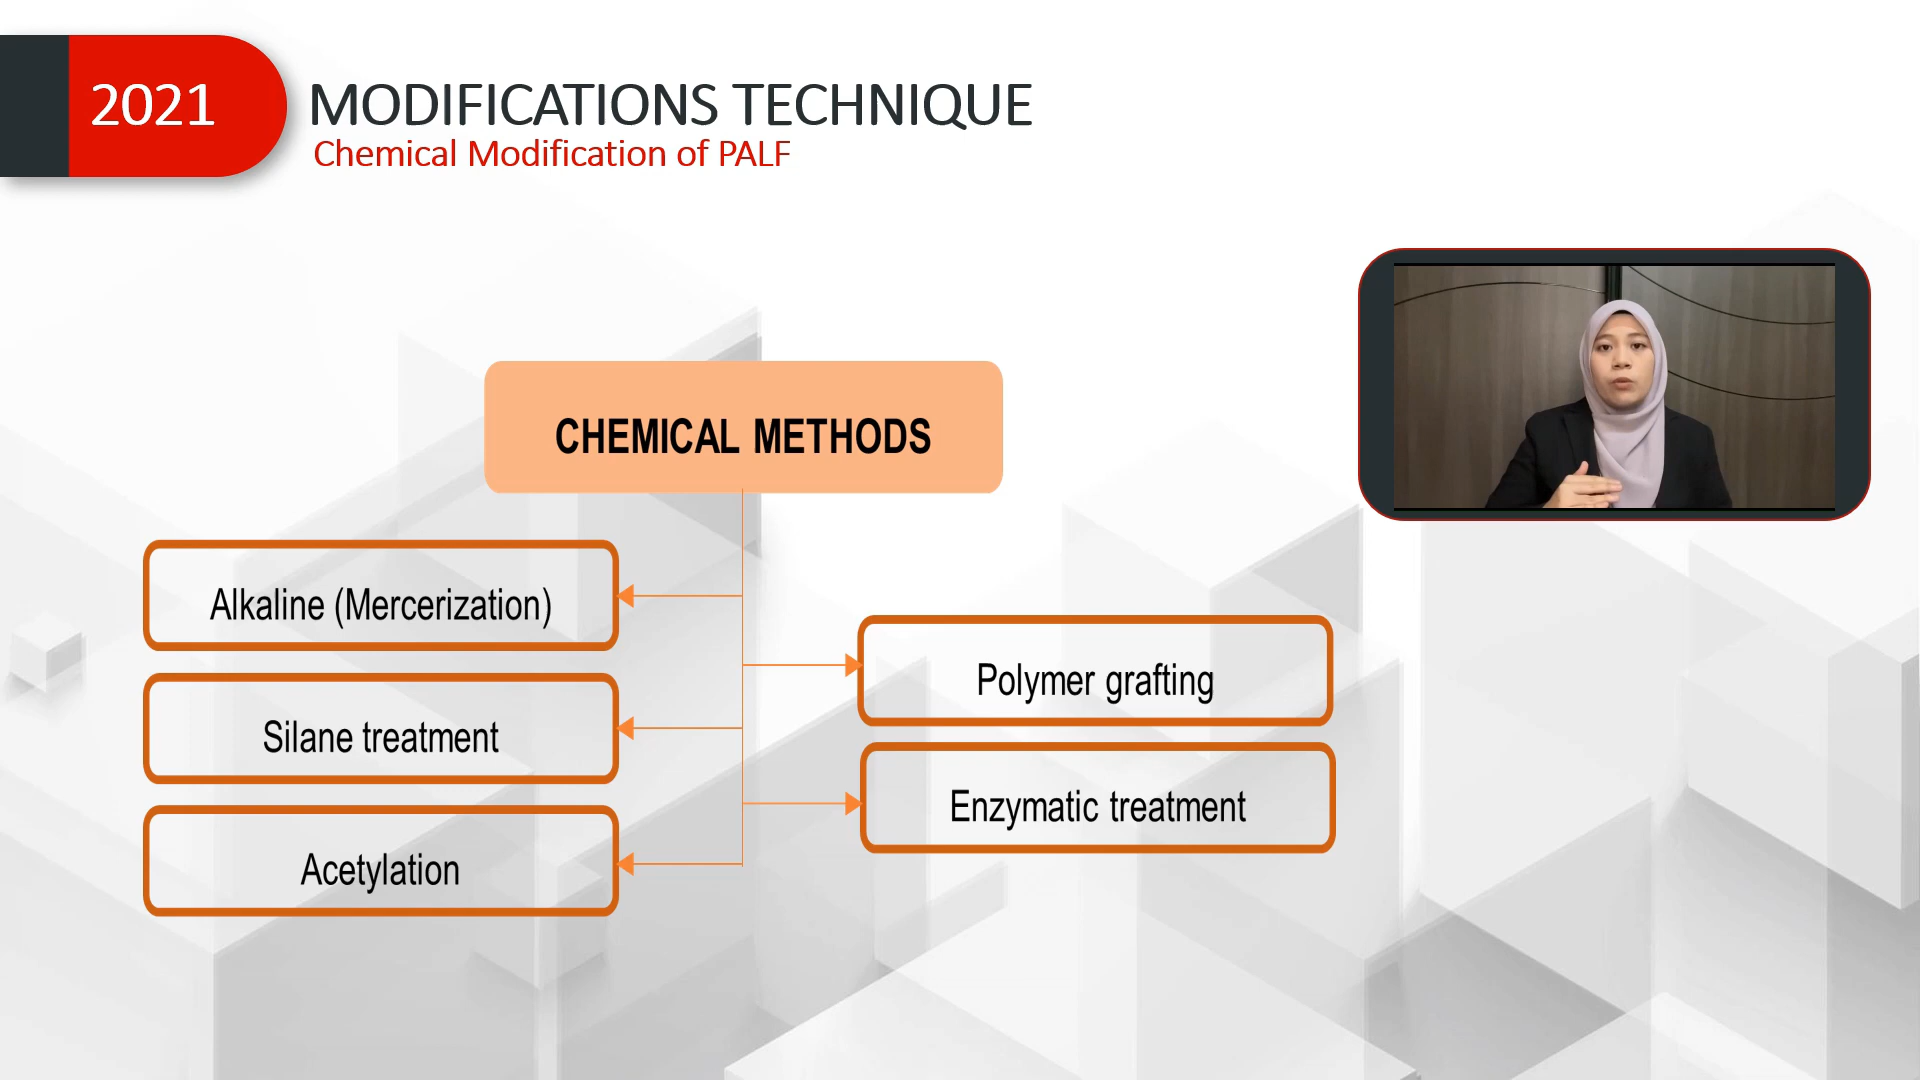 2021
MODIFICATIONS TECHNIQUE
Chemical Modification of PALF
CHEMICAL METHODS
Alkaline (Mercerization)
Silane treatment
Acetylation
Polymer grafting
Enzymatic treatment